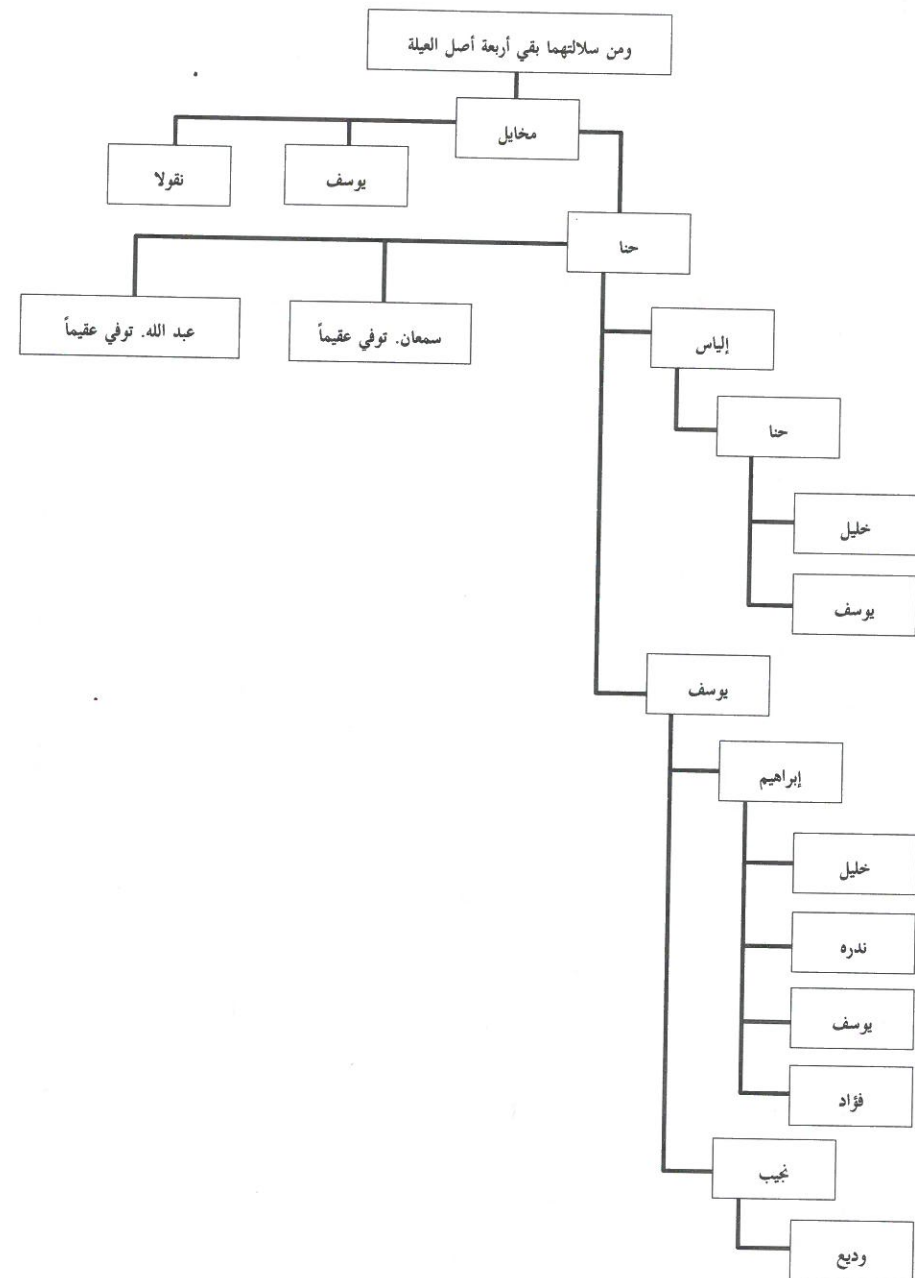 ومن سلالتهما بقي أربعة أصل العيلة
مخايل
يوسف
نقولا
حنا
سمعان. توفي عقيماً
عبد الله. توفي عقيماً
إلياس
حنا
خليل
يوسف
يوسف
إبراهيم
خليل
ندره
يوسف
فؤاد
نجيب
وديع